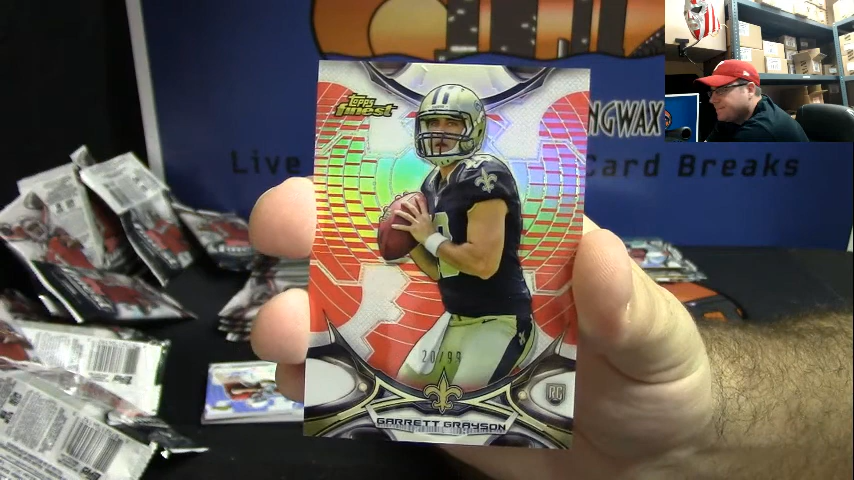 Topps
finest
NGWAX
Live
Card Breaks
20/99
RC
GARRETT GRAYSON